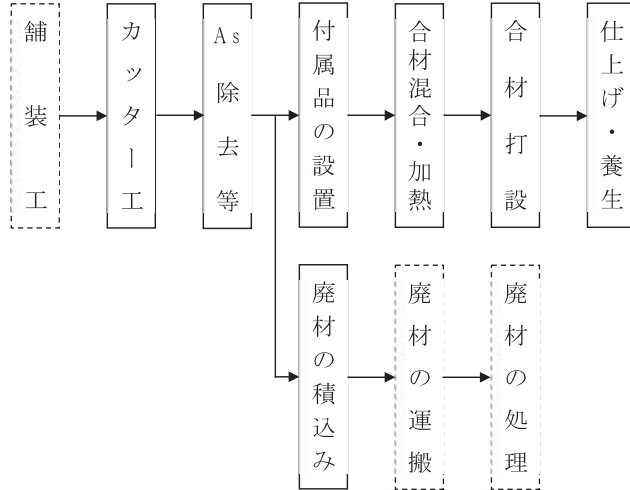 舗装工
カッター工
As除去等
付属品の設置
合材混合・加熱
合材打設
仕上げ・養生
廃材の積込み
廃材の運搬
廃材の処理